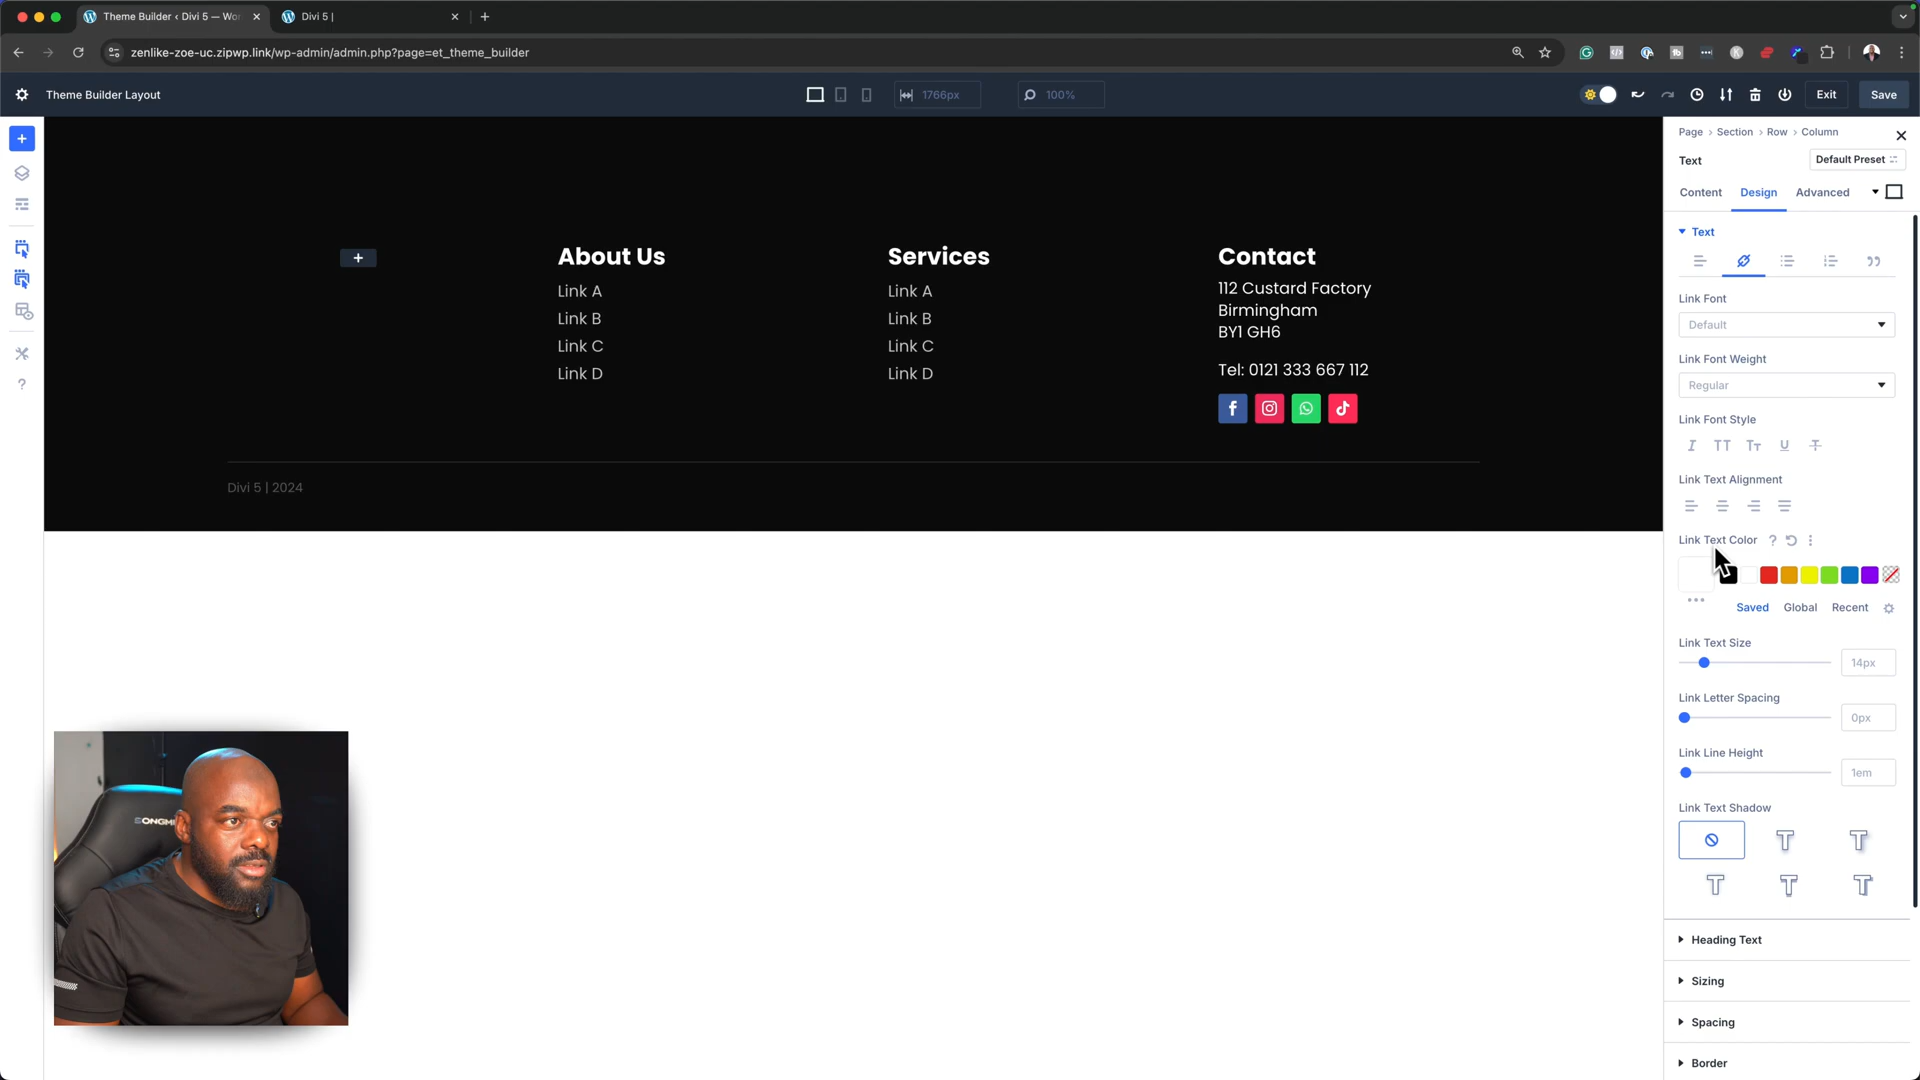 Theme Builder ‹ Divi 5 — Wor
Divi 5 |
zenlike-zoe-uc.zipwp.link/wp-admin/admin.php?page=et_theme_builder
Theme Builder Layout
1766px
100%
Exit
Save
Page > Section > Row > Column
Text
Default Preset
Content
Design
Advanced
Text
Link Font
Default
Link Font Weight
Regular
Link Font Style
Link Text Alignment
Link Text Color
Saved
Global
Recent
Link Text Size
14px
Link Letter Spacing
0px
Link Line Height
1em
Link Text Shadow
Heading Text
Sizing
Spacing
Border
About Us
Link A
Link B
Link C
Link D
Services
Link A
Link B
Link C
Link D
Contact
112 Custard Factory
Birmingham
BY1 GH6
Tel: 0121 333 667 112
Divi 5 | 2024